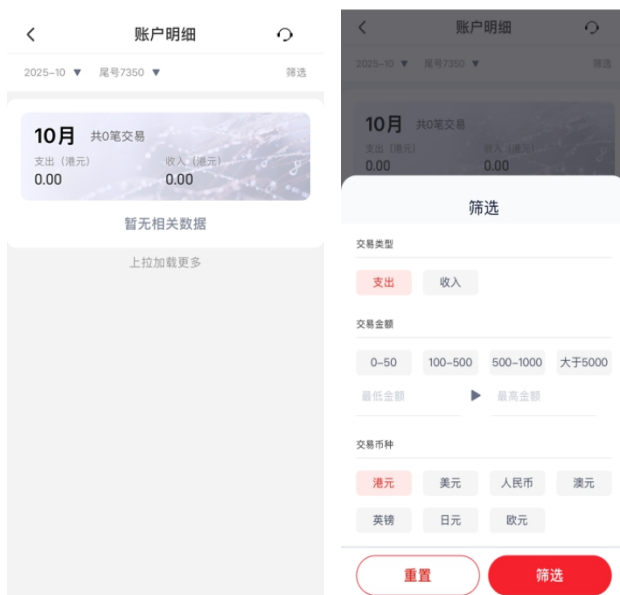 账户明细
2025-10 ▼ 尾号7350 ▼ 筛选
10月 共0笔交易
支出（港元） 收入（港元）
0.00 0.00
暂无相关数据
上拉加载更多
账户明细
2025-10 ▼ 尾号7350 ▼ 筛选
10月 共0笔交易
支出（港元） 收入（港元）
0.00 0.00
筛选
交易类型
支出 收入
交易金额
0-50 100-500 500-1000 大于5000
最低金额 ▶ 最高金额
交易币种
港元 美元 人民币 澳元
英镑 日元 欧元
重置 筛选